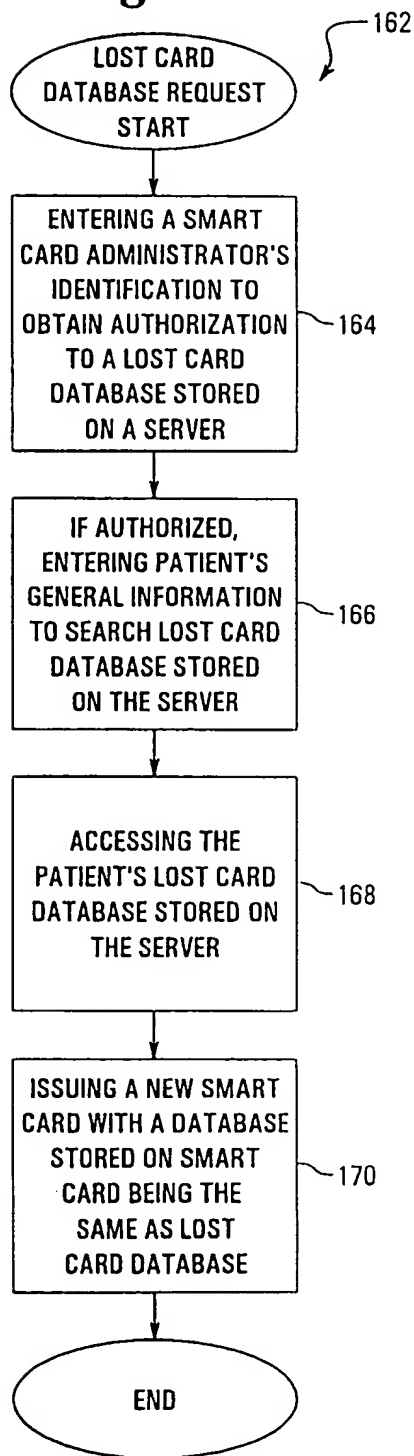 162
LOST CARD
DATABASE REQUEST
START
ENTERING A SMART
CARD ADMINISTRATOR'S
IDENTIFICATION TO
OBTAIN AUTHORIZATION
TO A LOST CARD
DATABASE STORED
ON A SERVER
164
IF AUTHORIZED,
ENTERING PATIENT'S
GENERAL INFORMATION
TO SEARCH LOST CARD
DATABASE STORED
ON THE SERVER
166
ACCESSING THE
PATIENT'S LOST CARD
DATABASE STORED ON
THE SERVER
168
ISSUING A NEW SMART
CARD WITH A DATABASE
STORED ON SMART
CARD BEING THE
SAME AS LOST
CARD DATABASE
170
END